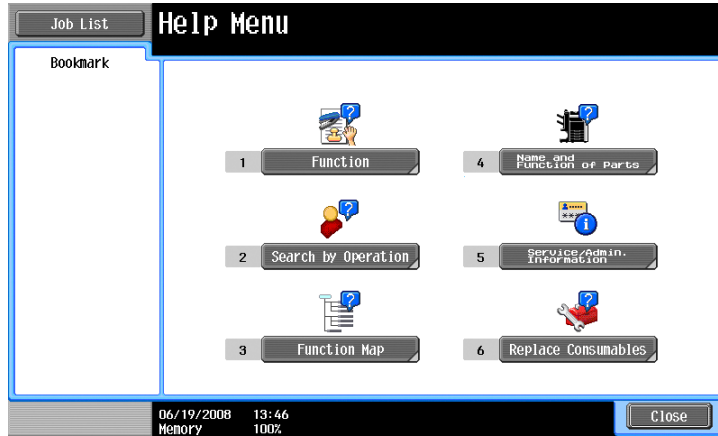 Job List
Help Menu
Bookmark
1
Function
4
Name and
Function of Parts
2
Search by Operation
5
Service/Admin.
Information
3
Function Map
6
Replace Consumables
06/19/2008 13:46
Memory 100%
Close